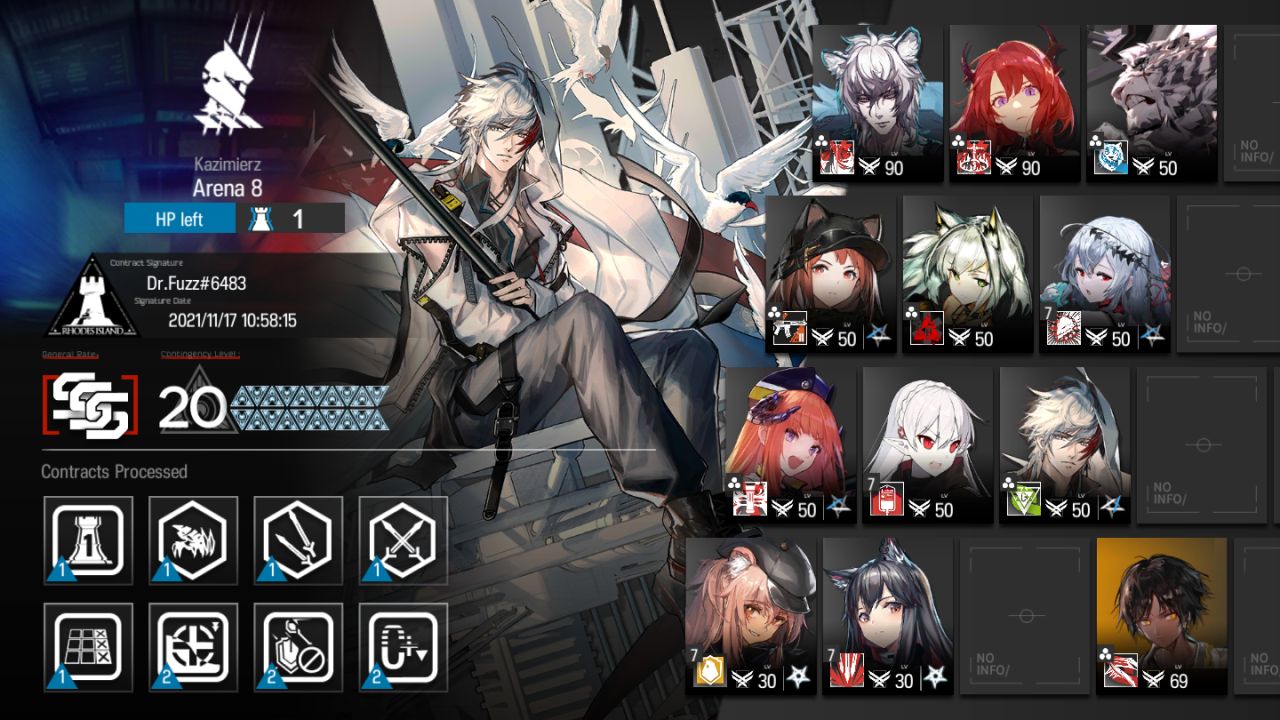 Kazimierz
Arena 8
HP left 1
Contract Signature
Dr.Fuzz#6483
Signature Date
2021/11/17 10:58:15
RHODES ISLAND
General Rate:
Contingency Level:
SSS
20
Contracts Processed
1
1 1 1 1
1 2 2 2
LV 90
LV 90
LV 50
NO INFO/
LV 50
7 LV 50
LV 50
NO INFO/
LV 50
7 LV 50
LV 50
NO INFO/
7 LV 30
7 LV 30
NO INFO/
LV 69
NO INFO